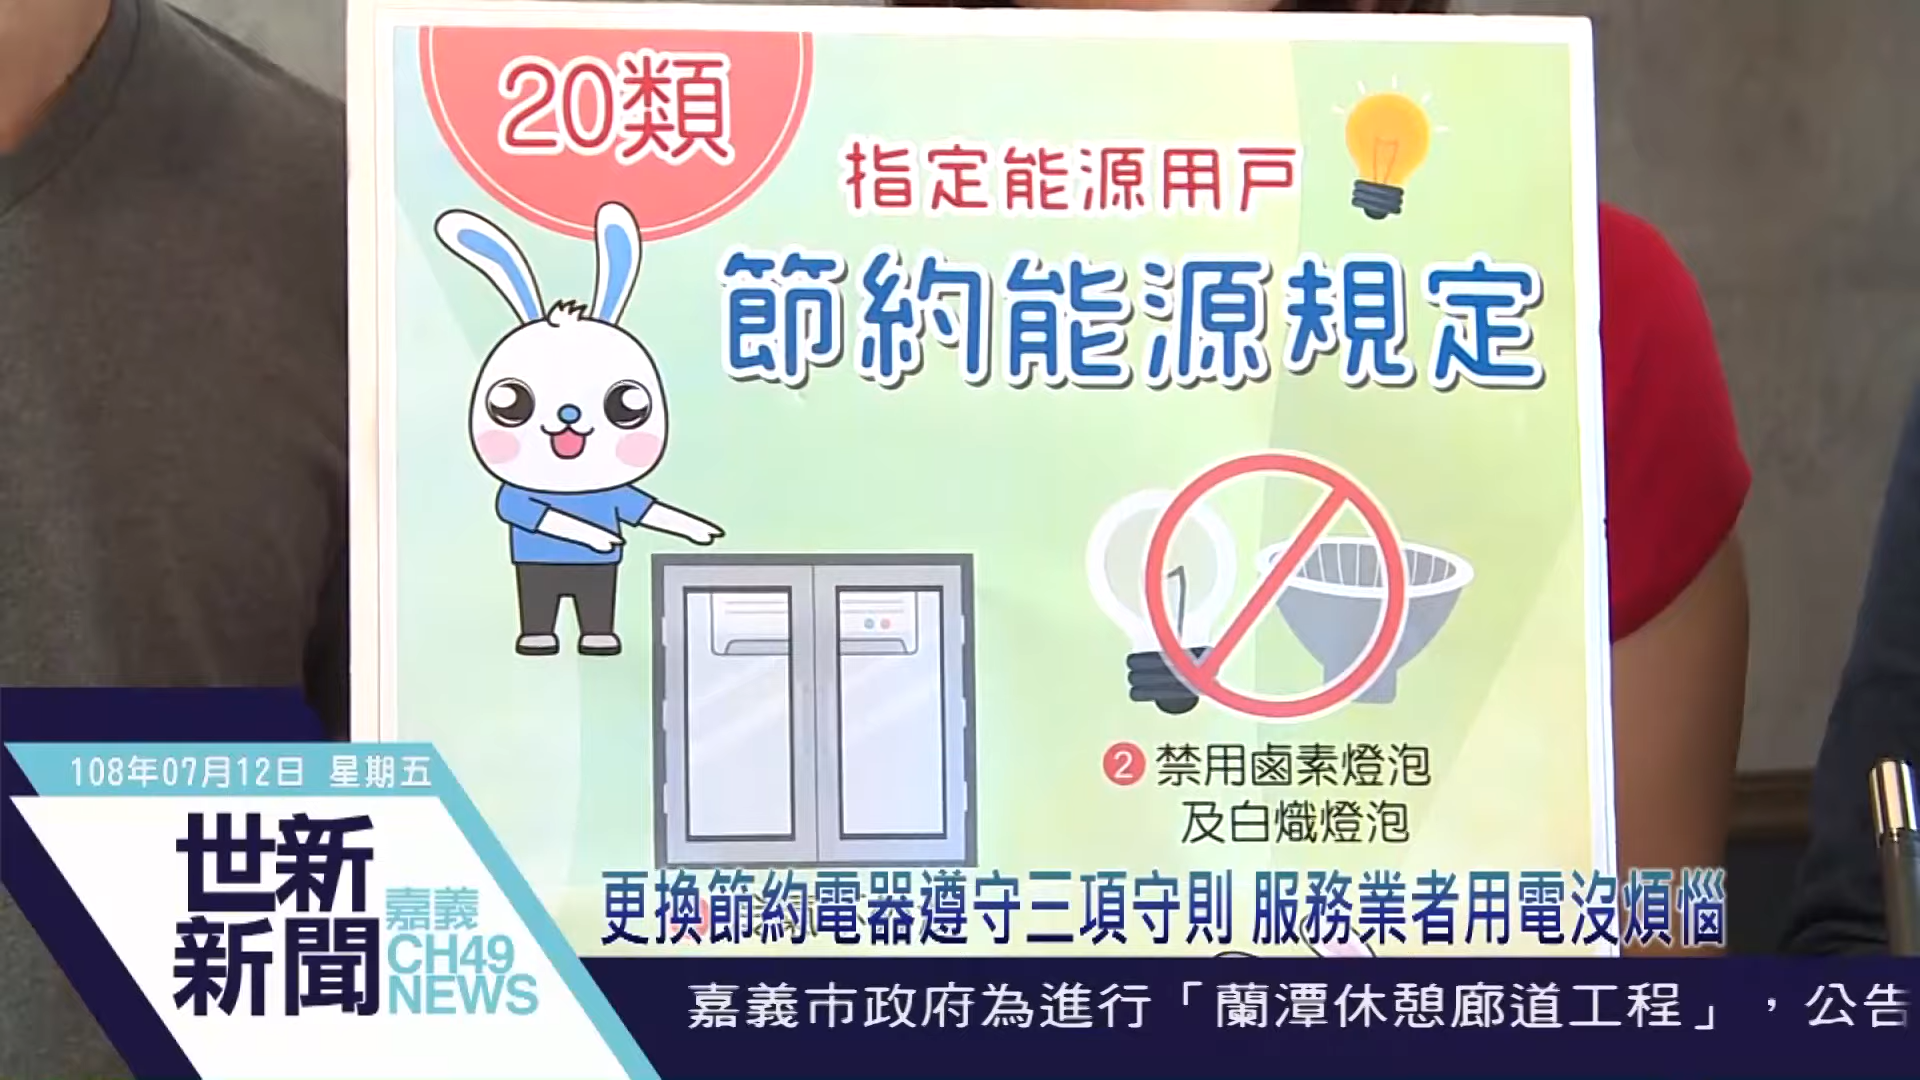 20類
指定能源用戶
節約能源規定
2 禁用鹵素燈泡
及白熾燈泡
更換節約電器遵守三項守則 服務業者用電沒煩惱
108年07月12日 星期五
世新
新聞
嘉義
CH49
NEWS
嘉義市政府為進行「蘭潭休憩廊道工程」，公告